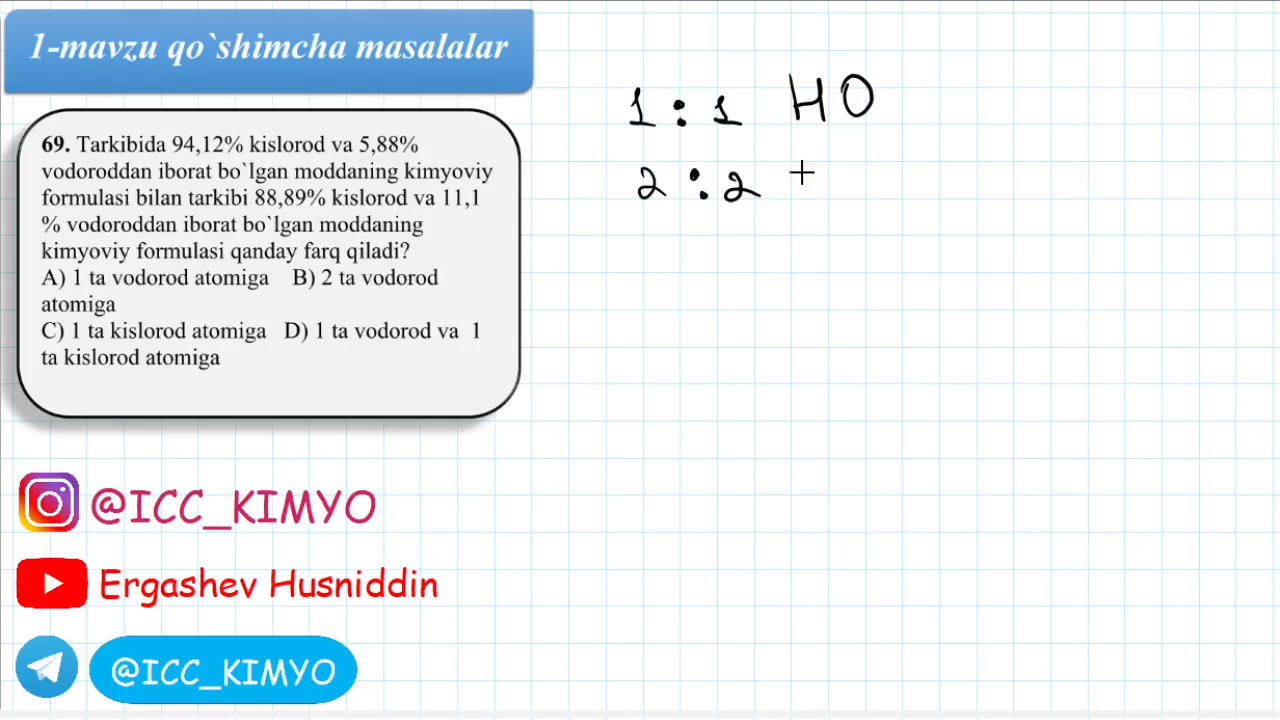 1-mavzu qo`shimcha masalalar
69. Tarkibida 94,12% kislorod va 5,88%
vodoroddan iborat bo`lgan moddaning kimyoviy
formulasi bilan tarkibi 88,89% kislorod va 11,1
% vodoroddan iborat bo`lgan moddaning
kimyoviy formulasi qanday farq qiladi?
A) 1 ta vodorod atomiga B) 2 ta vodorod
atomiga
C) 1 ta kislorod atomiga D) 1 ta vodorod va 1
ta kislorod atomiga
1 : 1 HO
2 : 2
@ICC_KIMYO
Ergashev Husniddin
@ICC_KIMYO